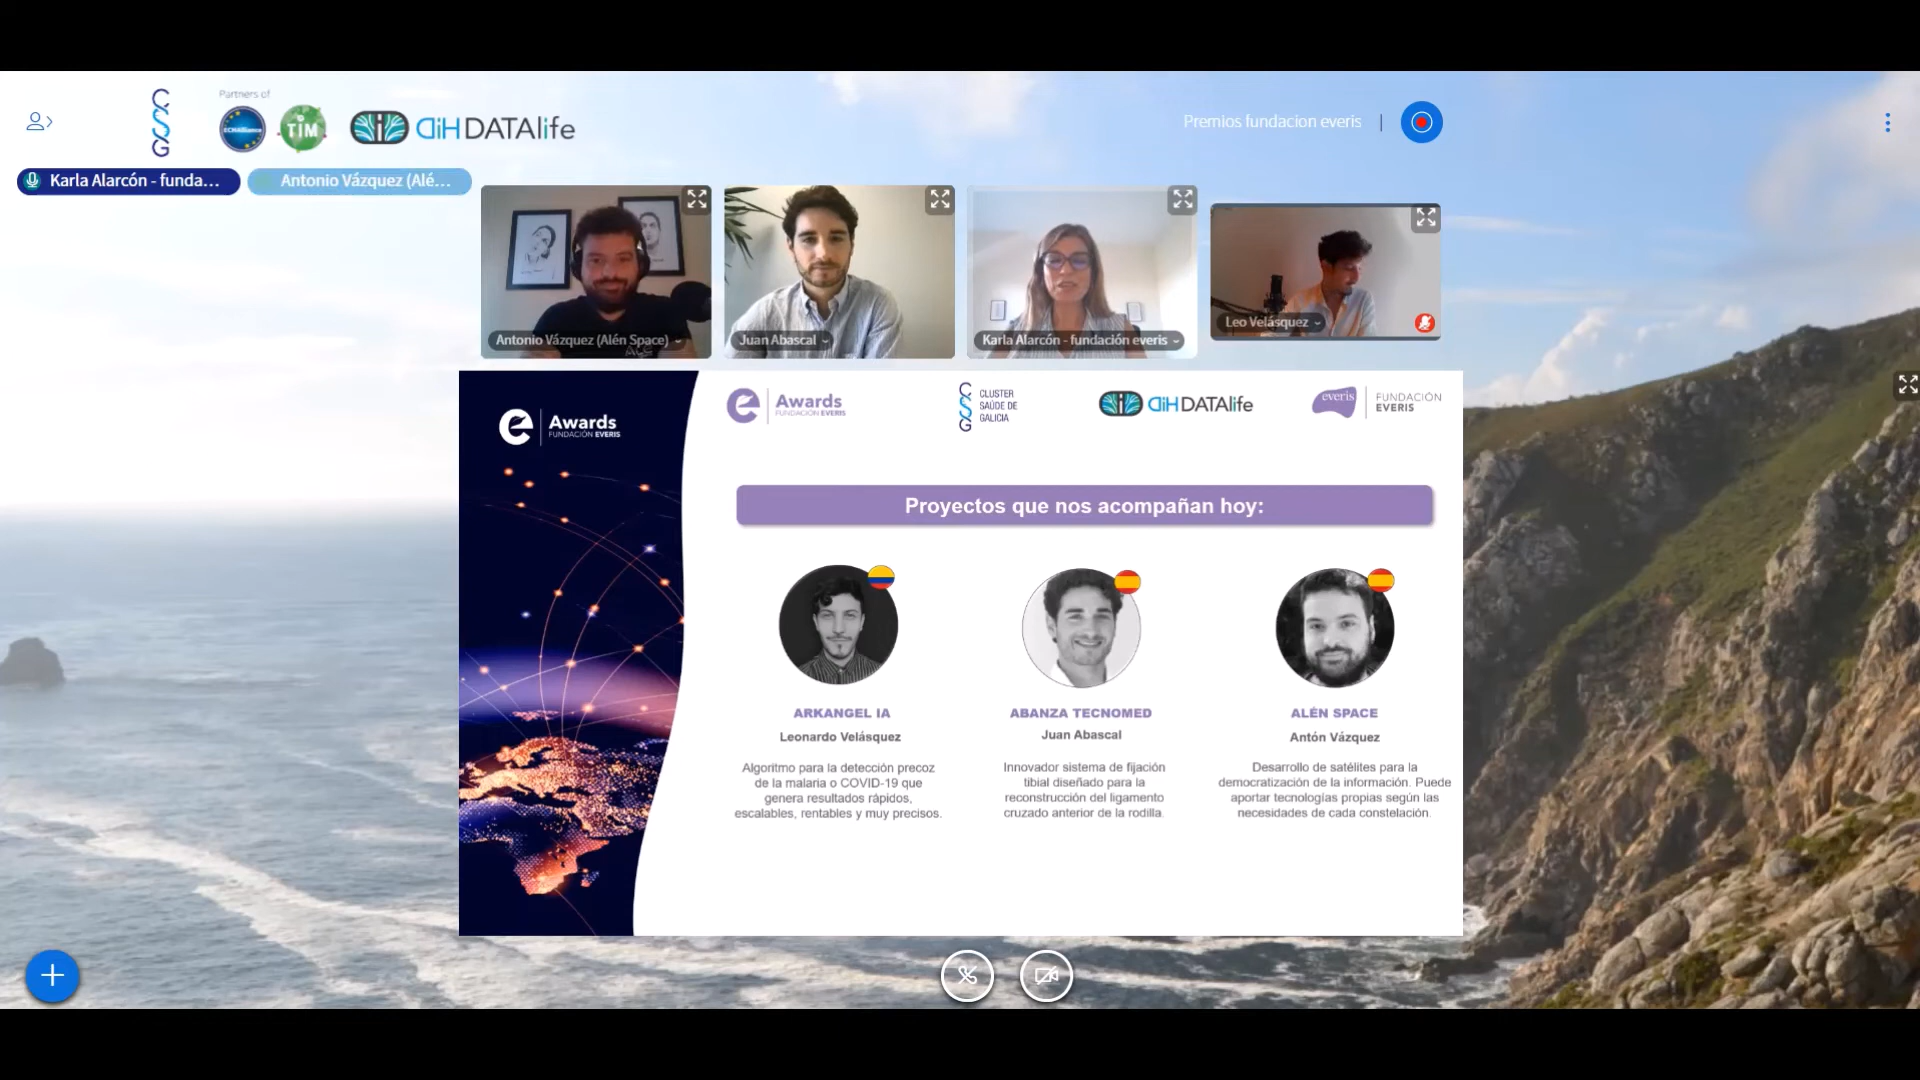 Partners of
ECHAlliance
TIM
CSG
DiHDATAlife
Premios fundacion everis
Karla Alarcón - funda...
Antonio Vázquez (Alé...
Antonio Vázquez (Alén Space)
Juan Abascal
Karla Alarcón - fundación everis
Leo Velásquez
e Awards
FUNDACIÓN EVERIS
e Awards
FUNDACIÓN EVERIS
CSG
CLUSTER
SAÚDE DE
GALICIA
DiHDATAlife
everis
FUNDACIÓN
EVERIS
Proyectos que nos acompañan hoy:
ARKANGEL IA
Leonardo Velásquez
Algoritmo para la detección precoz
de la malaria o COVID-19 que
genera resultados rápidos,
escalables, rentables y muy precisos.
ABANZA TECNOMED
Juan Abascal
Innovador sistema de fijación
tibial diseñado para la
reconstrucción del ligamento
cruzado anterior de la rodilla.
ALÉN SPACE
Antón Vázquez
Desarrollo de satélites para la
democratización de la información. Puede
aportar tecnologías propias según las
necesidades de cada constelación.